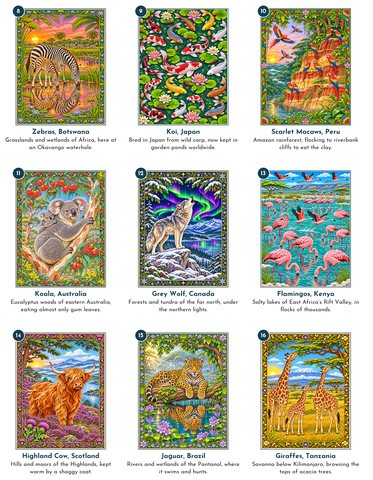 8
Zebras, Botswana
Grasslands and wetlands of Africa, here at
an Okavango waterhole.
9
Koi, Japan
Bred in Japan from wild carp, now kept in
garden ponds worldwide.
10
Scarlet Macaws, Peru
Amazon rainforest, flocking to riverbank
cliffs to eat the clay.
11
Koala, Australia
Eucalyptus woods of eastern Australia,
eating almost only gum leaves.
12
Grey Wolf, Canada
Forests and tundra of the far north, under
the northern lights.
13
Flamingos, Kenya
Salty lakes of East Africa's Rift Valley, in
flocks of thousands.
14
Highland Cow, Scotland
Hills and moors of the Highlands, kept
warm by a shaggy coat.
15
Jaguar, Brazil
Rivers and wetlands of the Pantanal, where
it swims and hunts.
16
Giraffes, Tanzania
Savanna below Kilimanjaro, browsing the
tops of acacia trees.